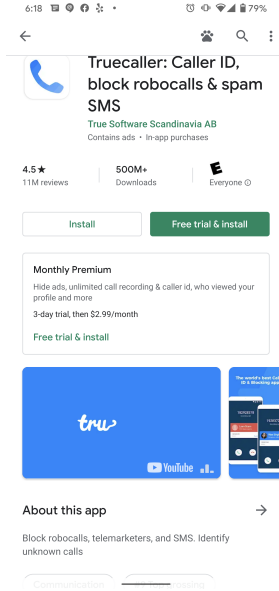 6:18
79%
Truecaller: Caller ID,
block robocalls & spam
SMS
True Software Scandinavia AB
Contains ads • In-app purchases
4.5★
500M+
E
11M reviews
Downloads
Everyone
Install
Free trial & install
Monthly Premium
Hide ads, unlimited call recording & caller id, who viewed your
profile and more
3-day trial, then $2.99/month
Free trial & install
The world's best Cal
ID & Blocking app
tru
YouTube
About this app
Block robocalls, telemarketers, and SMS. Identify
unknown calls
Communication